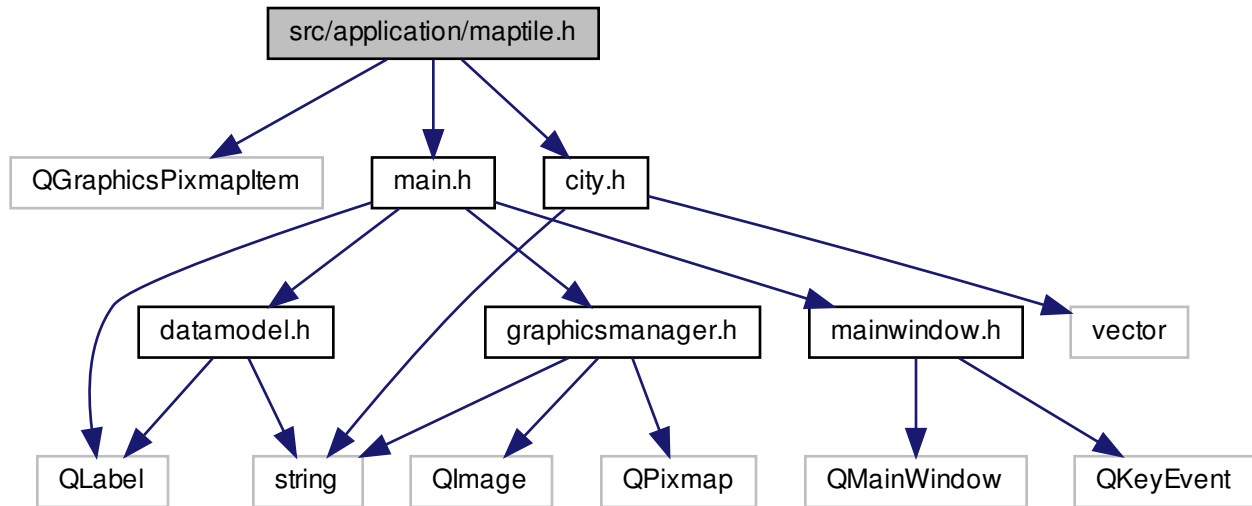 src/application/maptile.h
QGraphicsPixmapItem
main.h
city.h
datamodel.h
graphicsmanager.h
mainwindow.h
vector
QLabel
string
QImage
QPixmap
QMainWindow
QKeyEvent